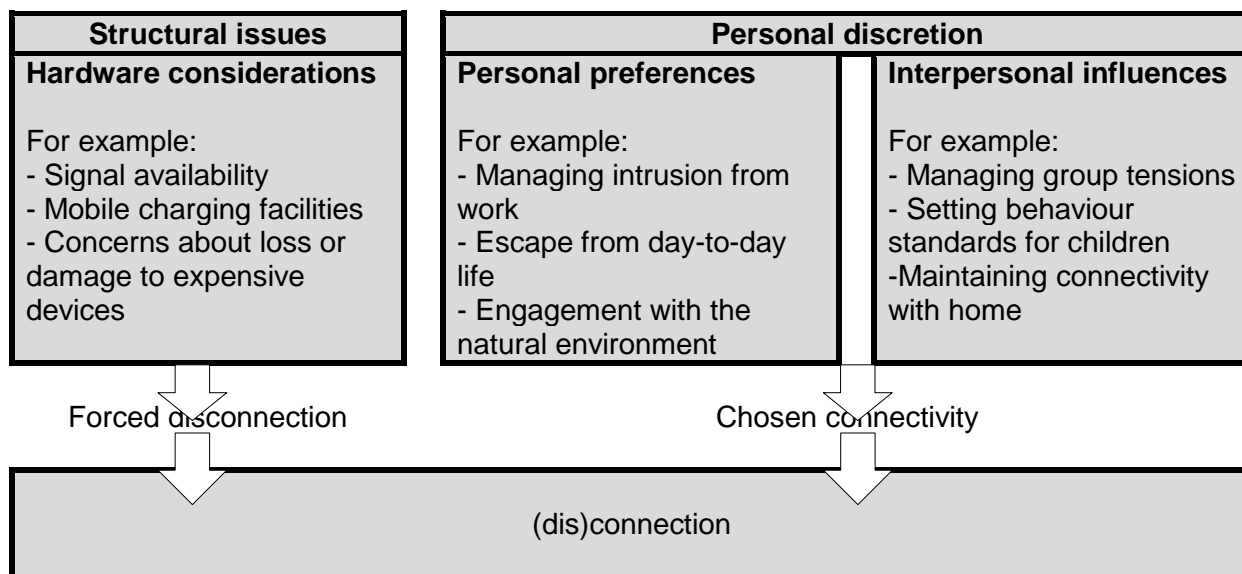 Structural issues
Hardware considerations
For example:
- Signal availability
- Mobile charging facilities
- Concerns about loss or
damage to expensive
devices
Personal discretion
Personal preferences
For example:
- Managing intrusion from
work
- Escape from day-to-day
life
- Engagement with the
natural environment
Interpersonal influences
For example:
- Managing group tensions
- Setting behaviour
standards for children
-Maintaining connectivity
with home
Forced disconnection
Chosen connectivity
(dis)connection